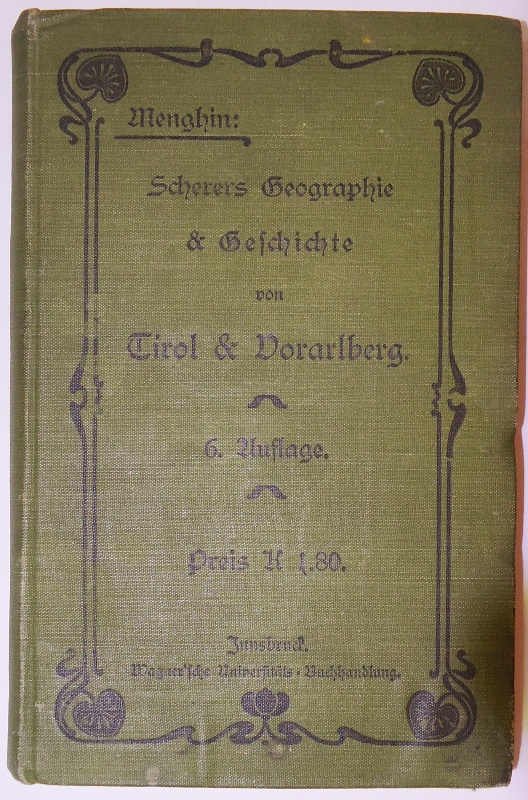 Menghin:
Scherers Geographie
& Geschichte
von
Tirol & Vorarlberg.
6. Auflage.
Preis K 1.80.
Innsbruck.
Wagner'sche Universitäts-Buchhandlung.